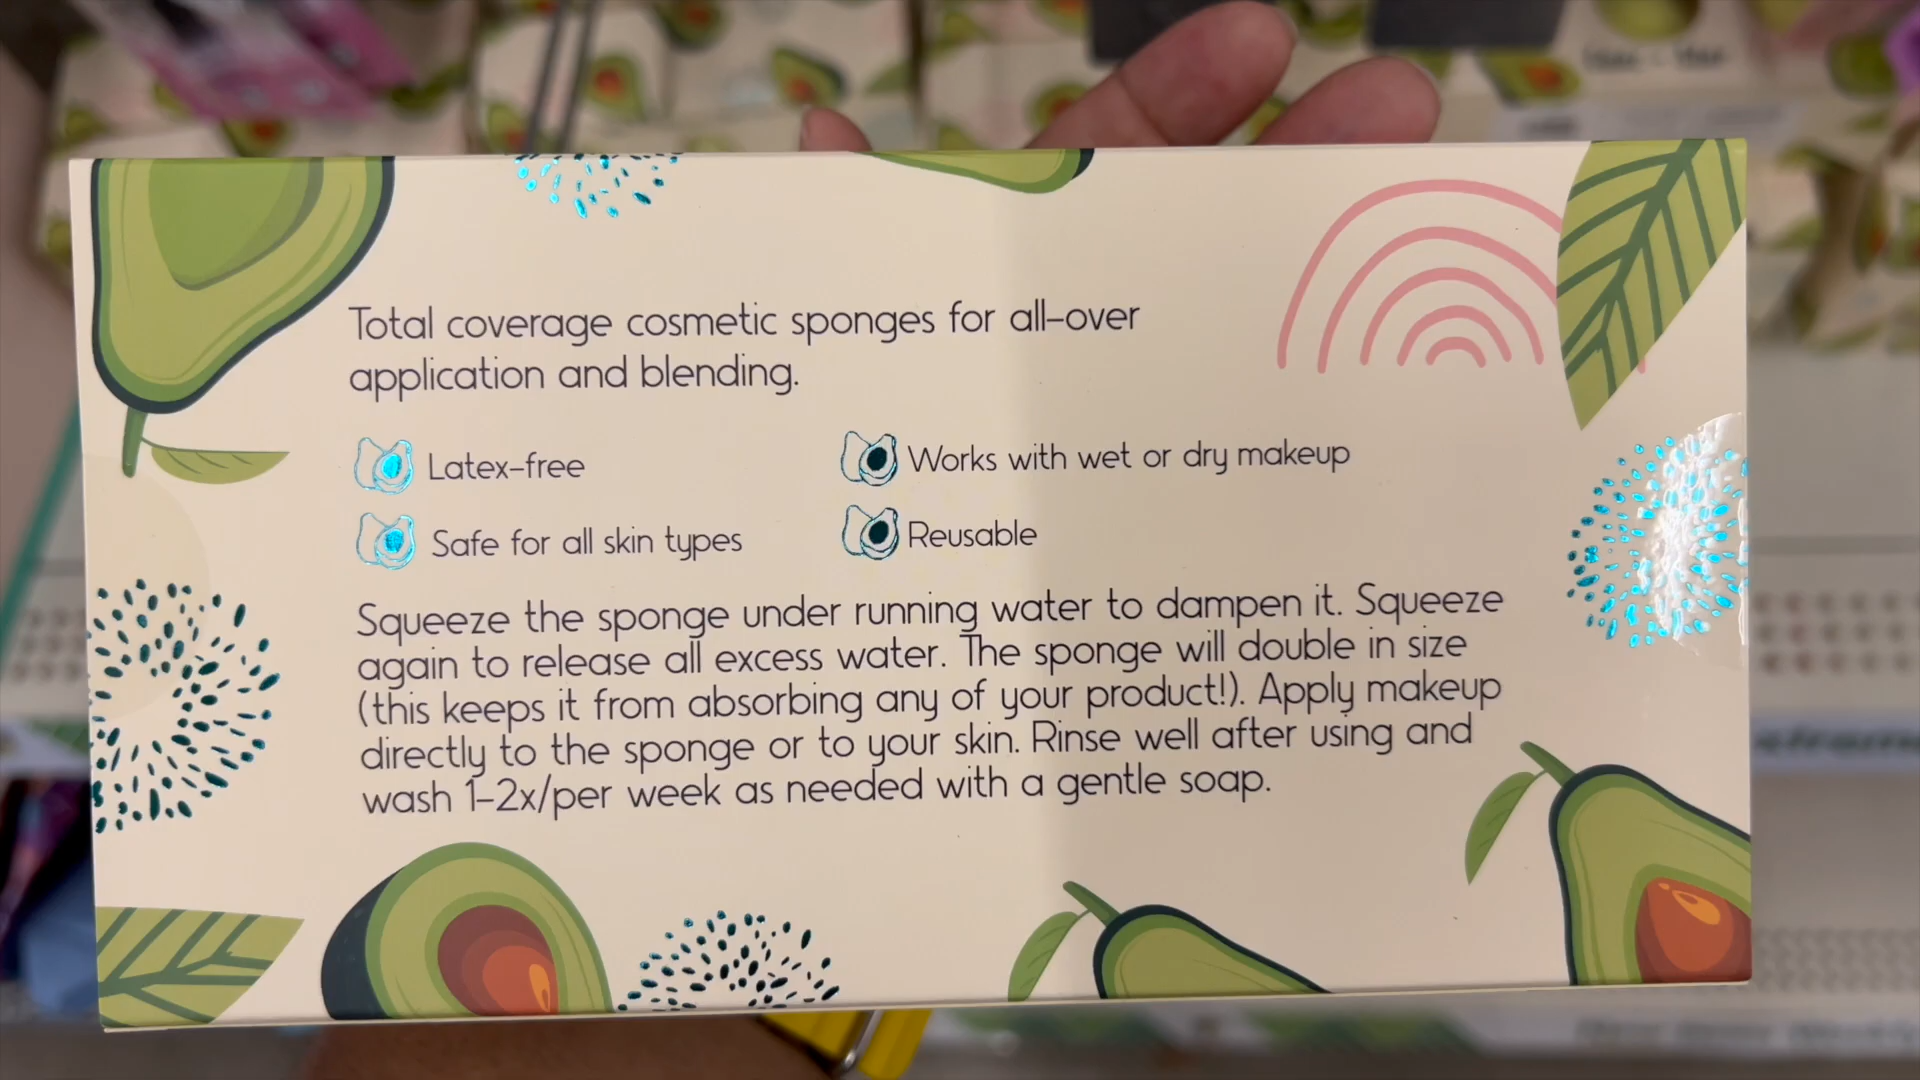 Total coverage cosmetic sponges for all-over
application and blending.
Latex-free
Works with wet or dry makeup
Safe for all skin types
Reusable
Squeeze the sponge under running water to dampen it. Squeeze
again to release all excess water. The sponge will double in size
(this keeps it from absorbing any of your product!). Apply makeup
directly to the sponge or to your skin. Rinse well after using and
wash 1-2x/per week as needed with a gentle soap.